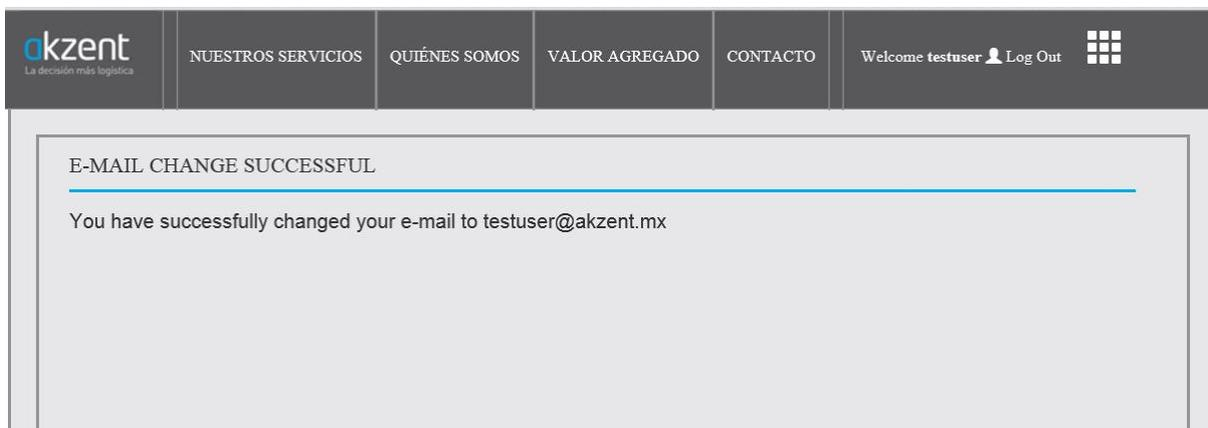 akzent
La decisión más logística
NUESTROS SERVICIOS
QUIÉNES SOMOS
VALOR AGREGADO
CONTACTO
Welcome testuser Log Out
E-MAIL CHANGE SUCCESSFUL
You have successfully changed your e-mail to testuser@akzent.mx